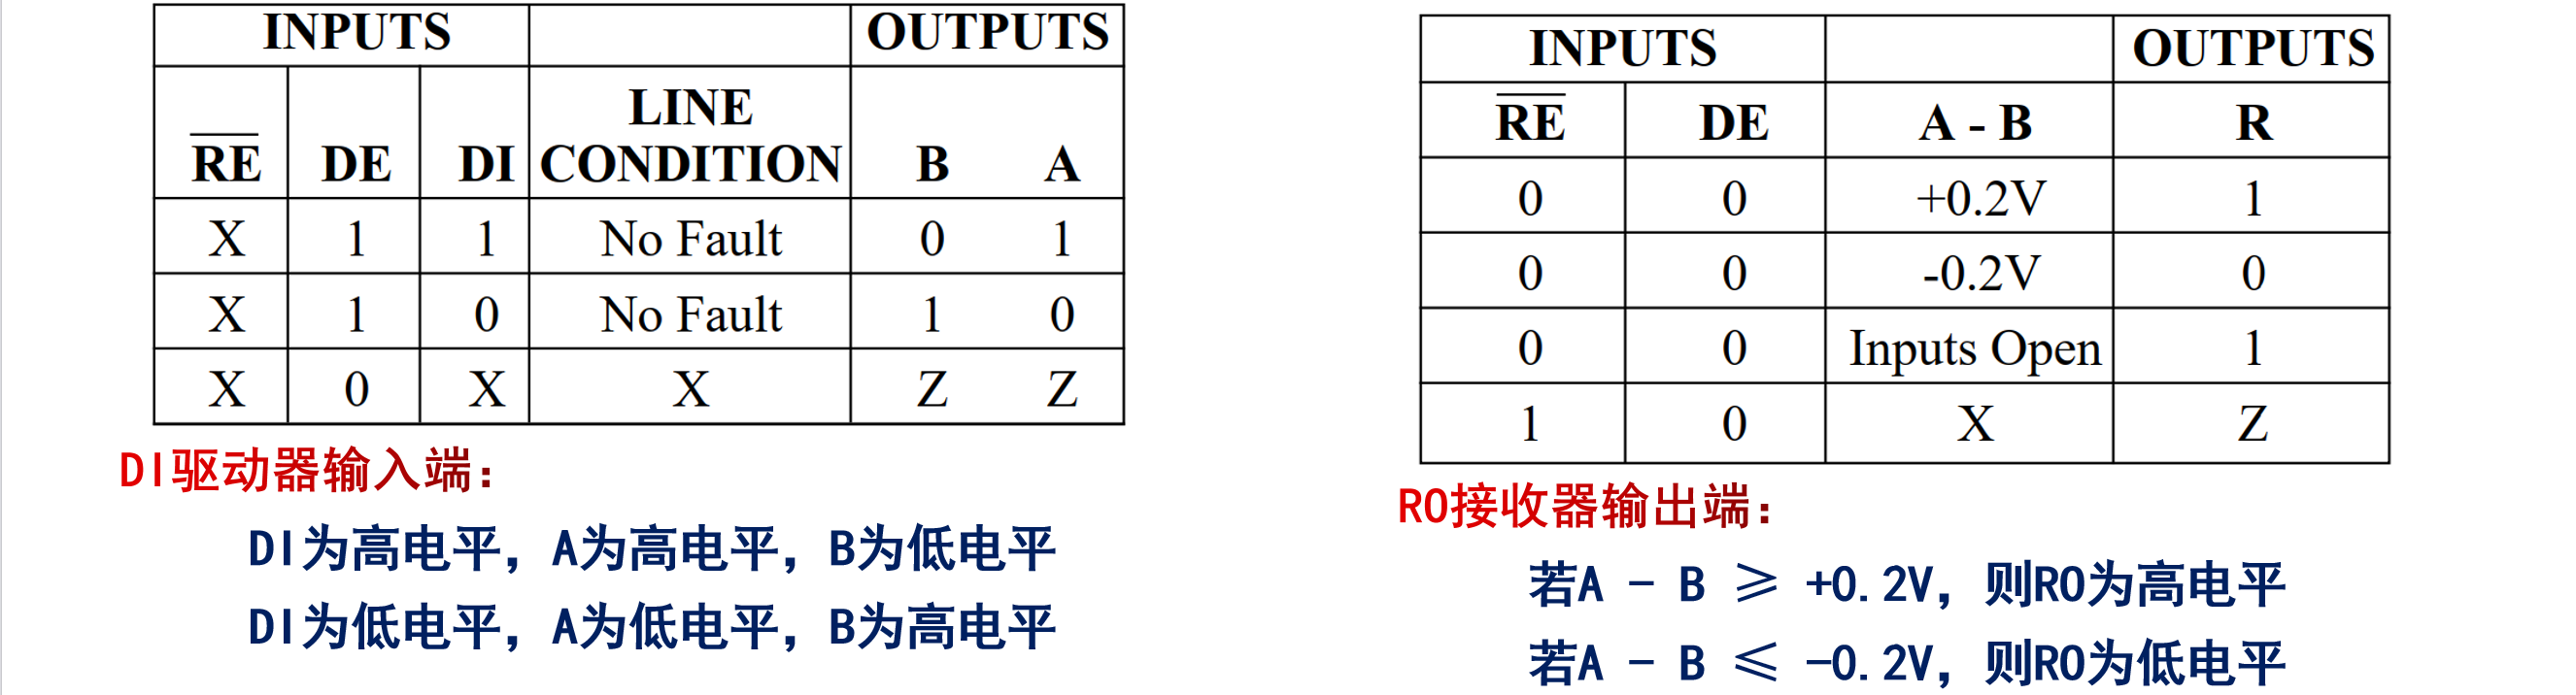 INPUTS OUTPUTS
RE DE DI LINE CONDITION B A
X 1 1 No Fault 0 1
X 1 0 No Fault 1 0
X 0 X X Z Z
DI驱动器输入端：
DI为高电平，A为高电平，B为低电平
DI为低电平，A为低电平，B为高电平
INPUTS OUTPUTS
RE DE A - B R
0 0 +0.2V 1
0 0 -0.2V 0
0 0 Inputs Open 1
1 0 X Z
RO接收器输出端：
若A - B ≥ +0.2V，则RO为高电平
若A - B ≤ -0.2V，则RO为低电平